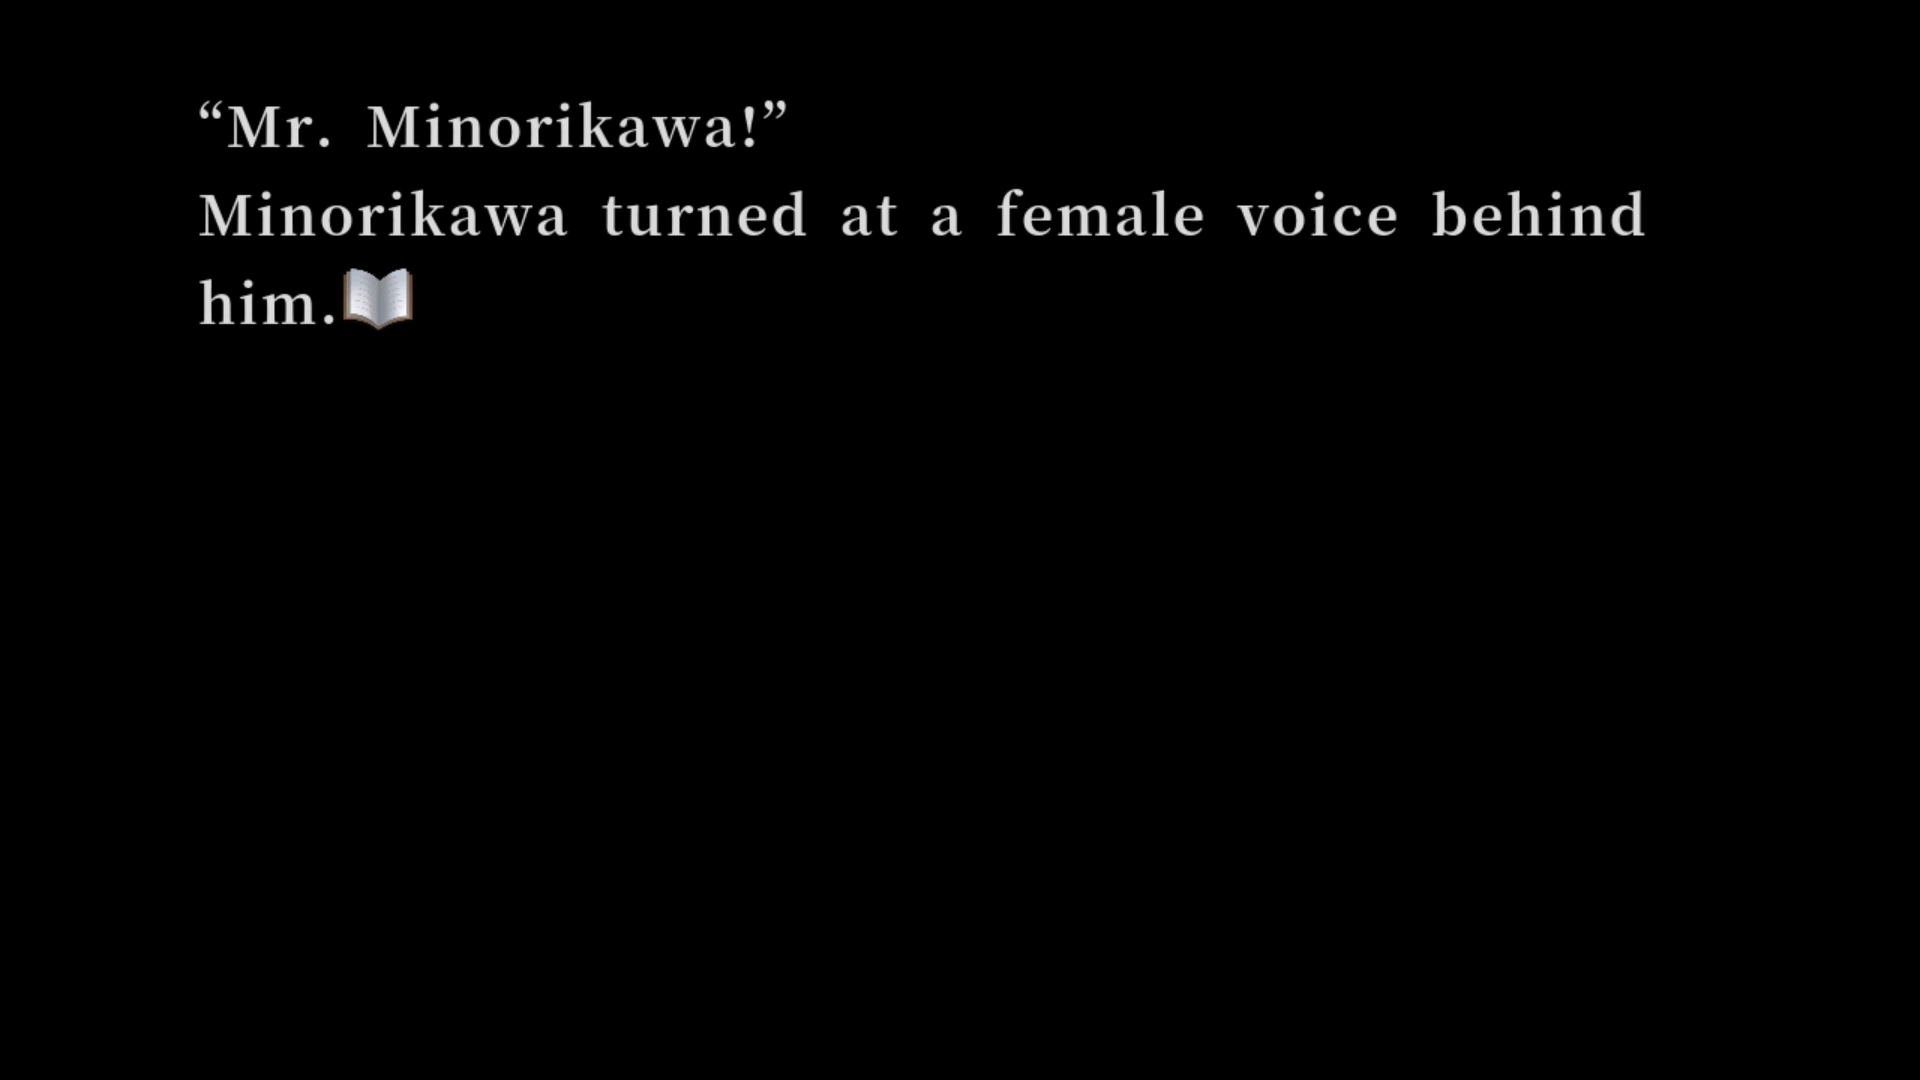 “Mr. Minorikawa!”
Minorikawa turned at a female voice behind
him.